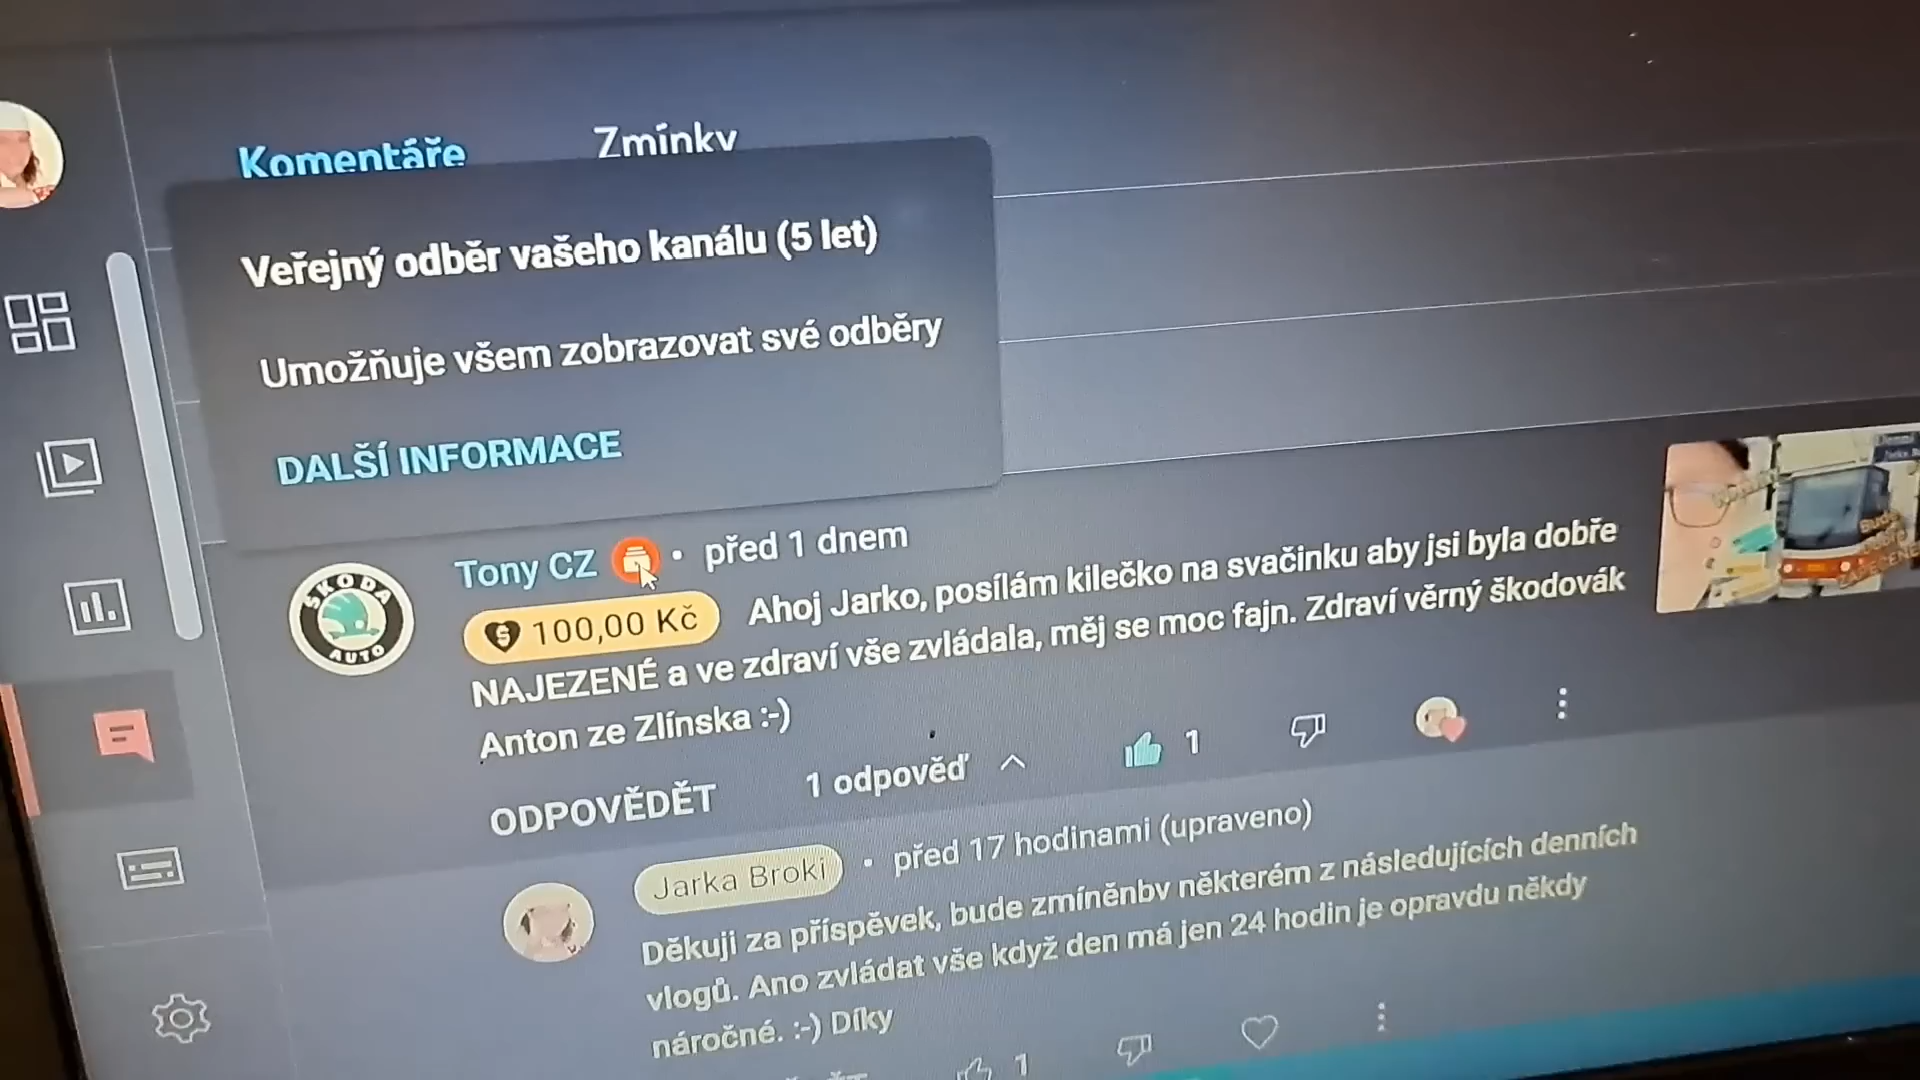 Komentáře
Zmínky
Veřejný odběr vašeho kanálu (5 let)
Umožňuje všem zobrazovat své odběry
DALŠÍ INFORMACE
ŠKODA
AUTO
Tony CZ • před 1 dnem
100,00 Kč Ahoj Jarko, posílám kilečko na svačinku aby jsi byla dobře
NAJEZENÉ a ve zdraví vše zvládala, měj se moc fajn. Zdraví věrný škodovák
Anton ze Zlínska :-)
ODPOVĚDĚT
1 odpověď
1
Jarka Broki • před 17 hodinami (upraveno)
Děkuji za příspěvek, bude zmíněnbv některém z následujících denních
vlogů. Ano zvládat vše když den má jen 24 hodin je opravdu někdy
náročné. :-) Díky
1